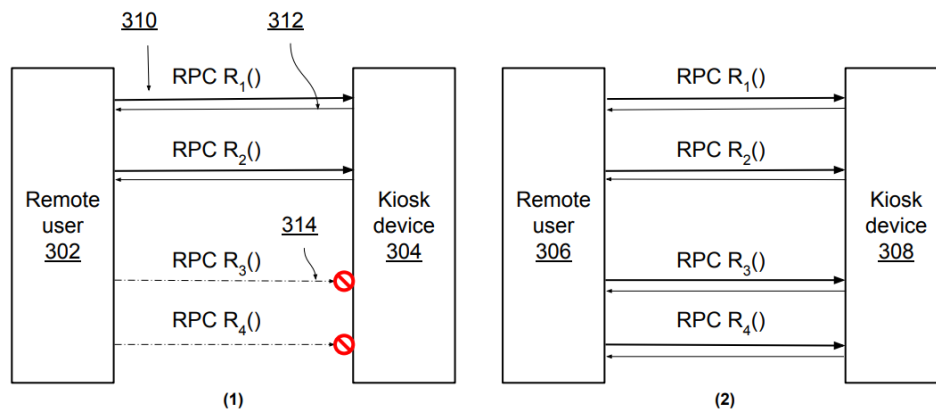 310
312
RPC R₁()
RPC R₁()
RPC R₂()
RPC R₂()
Remote
user
302
Kiosk
device
304
Remote
user
306
Kiosk
device
308
314
RPC R₃()
RPC R₃()
RPC R₄()
RPC R₄()
(1)
(2)